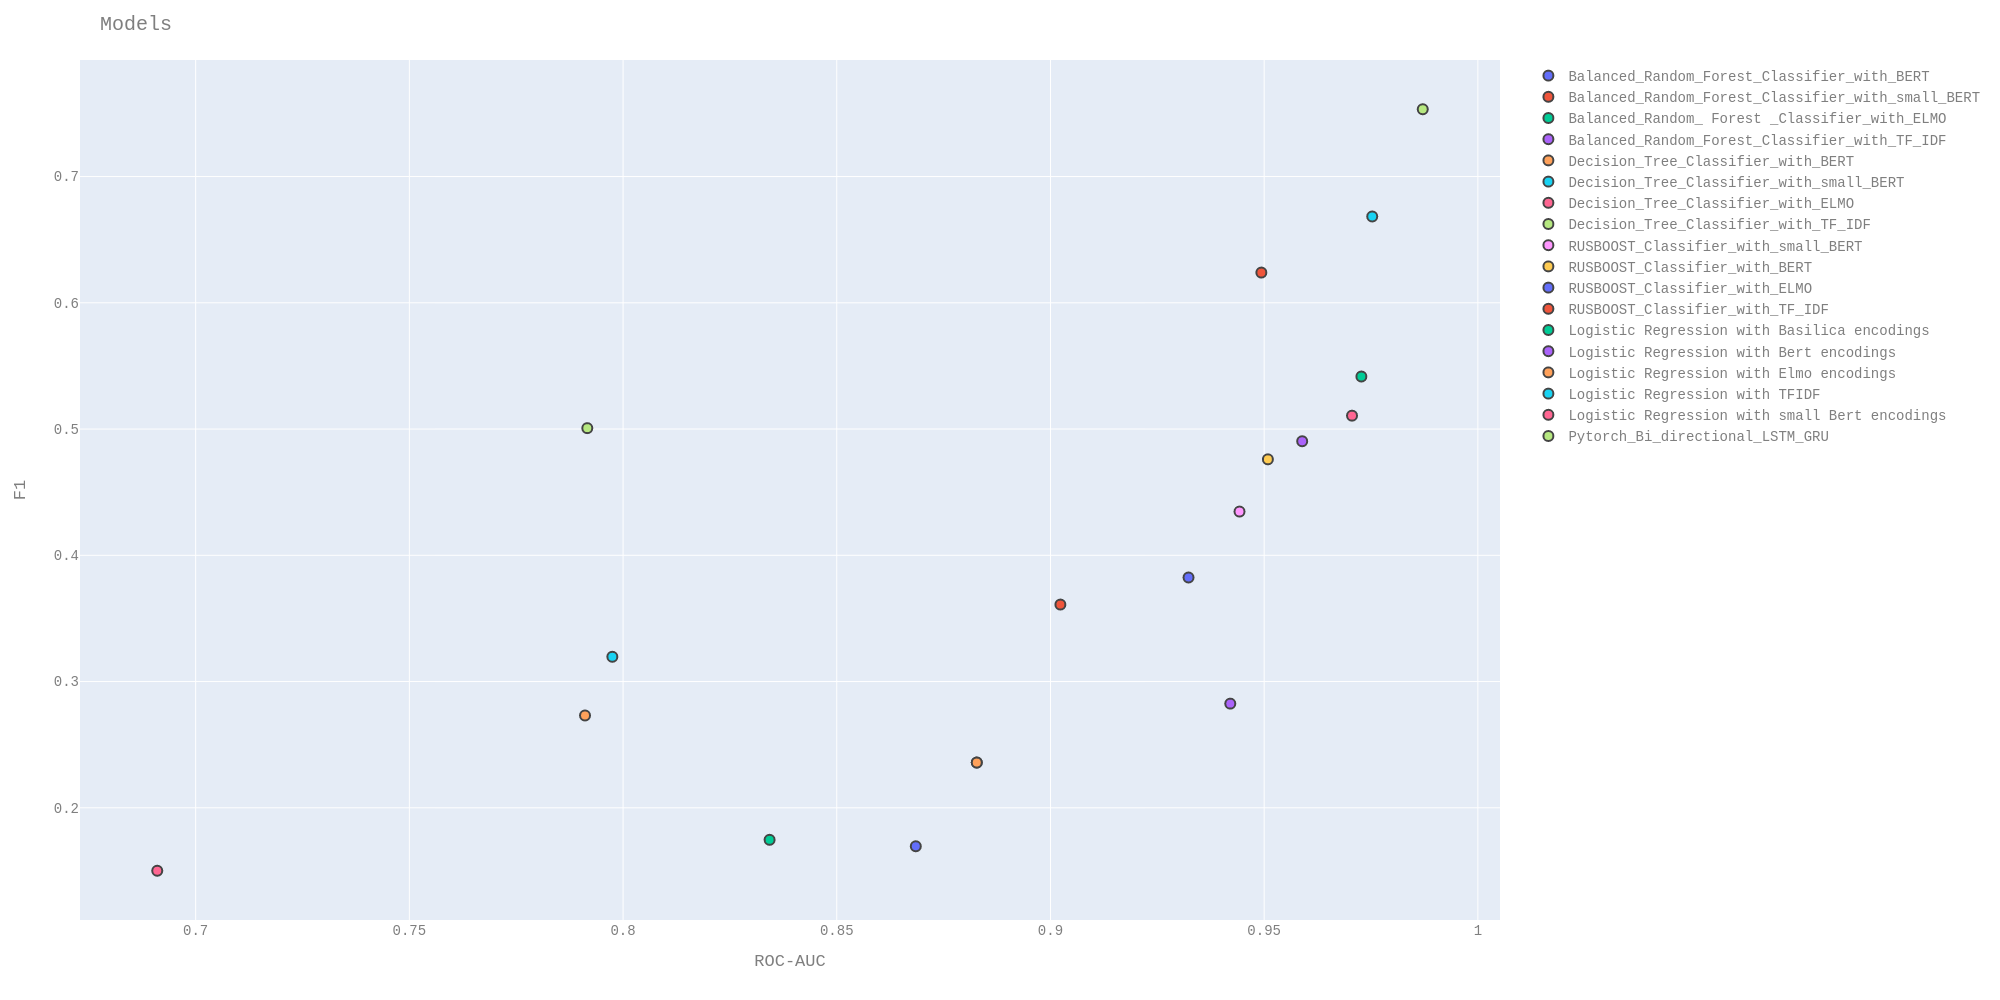 Models
Balanced_Random_Forest_Classifier_with_BERT
Balanced_Random_Forest_Classifier_with_small_BERT
Balanced_Random_ Forest _Classifier_with_ELMO
Balanced_Random_Forest_Classifier_with_TF_IDF
Decision_Tree_Classifier_with_BERT
Decision_Tree_Classifier_with_small_BERT
Decision_Tree_Classifier_with_ELMO
Decision_Tree_Classifier_with_TF_IDF
RUSBOOST_Classifier_with_small_BERT
RUSBOOST_Classifier_with_BERT
RUSBOOST_Classifier_with_ELMO
RUSBOOST_Classifier_with_TF_IDF
Logistic Regression with Basilica encodings
Logistic Regression with Bert encodings
Logistic Regression with Elmo encodings
Logistic Regression with TFIDF
Logistic Regression with small Bert encodings
Pytorch_Bi_directional_LSTM_GRU
0.7
0.6
0.5
0.4
0.3
0.2
F1
0.7 0.75 0.8 0.85 0.9 0.95 1
ROC-AUC